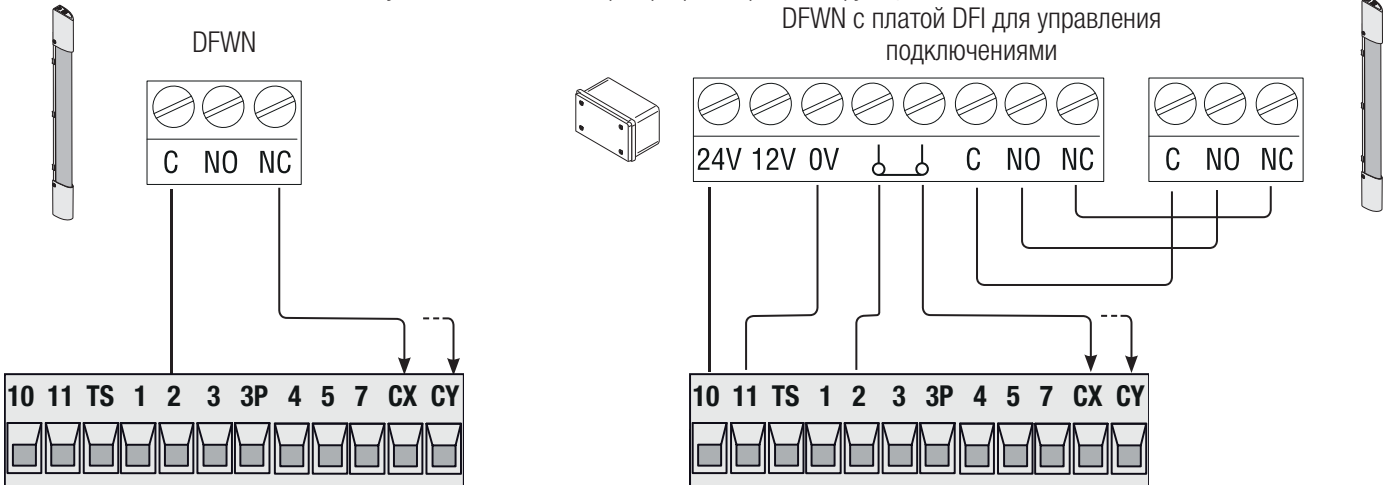 DFWN
C NO NC
10 11 TS 1 2 3 3P 4 5 7 CX CY
DFWN с платой DFI для управления
подключениями
24V 12V 0V C NO NC
C NO NC
10 11 TS 1 2 3 3P 4 5 7 CX CY